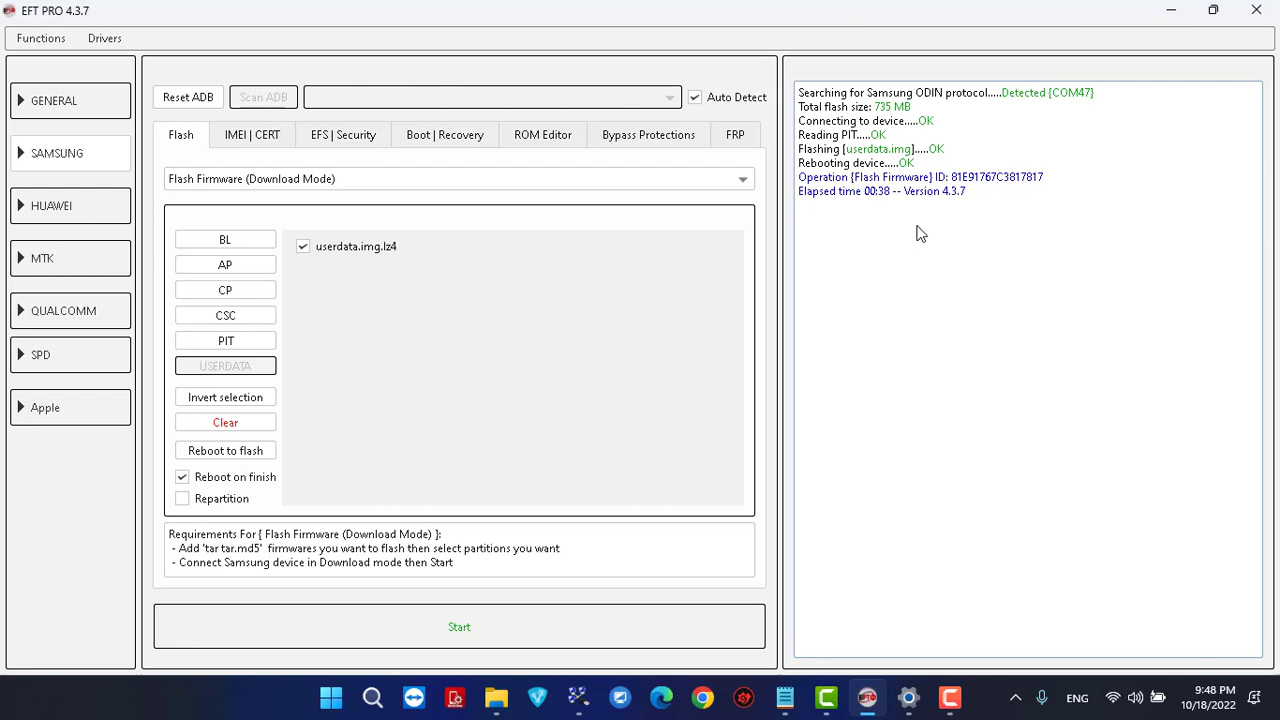 EFT PRO 4.3.7
Functions Drivers
GENERAL
SAMSUNG
HUAWEI
MTK
QUALCOMM
SPD
Apple
Reset ADB Scan ADB Auto Detect
Flash IMEI | CERT EFS | Security Boot | Recovery ROM Editor Bypass Protections FRP
Flash Firmware (Download Mode)
BL
AP
CP
CSC
PIT
USERDATA
Invert selection
Clear
Reboot to flash
Reboot on finish
Repartition
userdata.img.lz4
Requirements For { Flash Firmware (Download Mode) }:
- Add 'tar tar.md5' firmwares you want to flash then select partitions you want
- Connect Samsung device in Download mode then Start
Start
Searching for Samsung ODIN protocol.....Detected [COM47]
Total flash size: 735 MB
Connecting to device.....OK
Reading PIT.....OK
Flashing [userdata.img].....OK
Rebooting device.....OK
Operation {Flash Firmware} ID: 81E91767C3817817
Elapsed time 00:38 -- Version 4.3.7
ENG
9:48 PM
10/18/2022